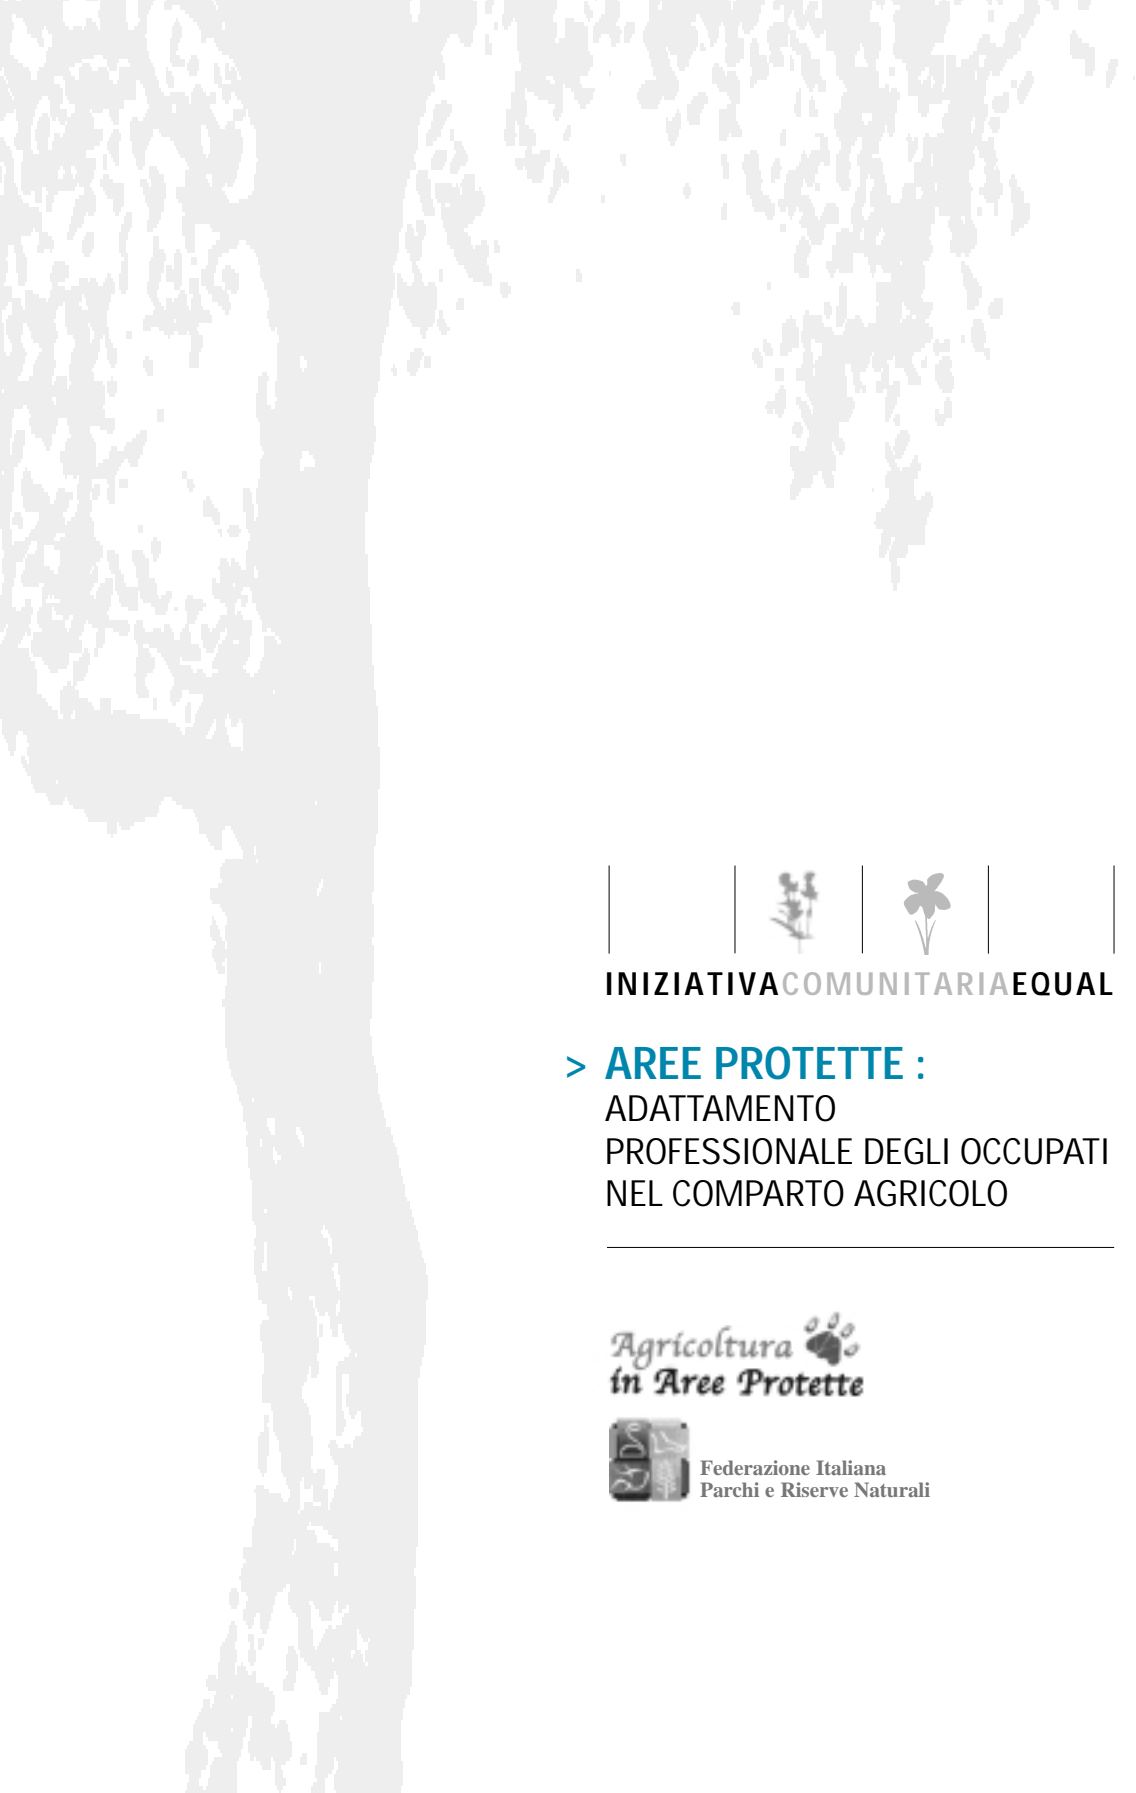 INIZIATIVACOMUNITARIAEQUAL
> AREE PROTETTE :
ADATTAMENTO
PROFESSIONALE DEGLI OCCUPATI
NEL COMPARTO AGRICOLO
Agricoltura
in Aree Protette
Federazione Italiana
Parchi e Riserve Naturali